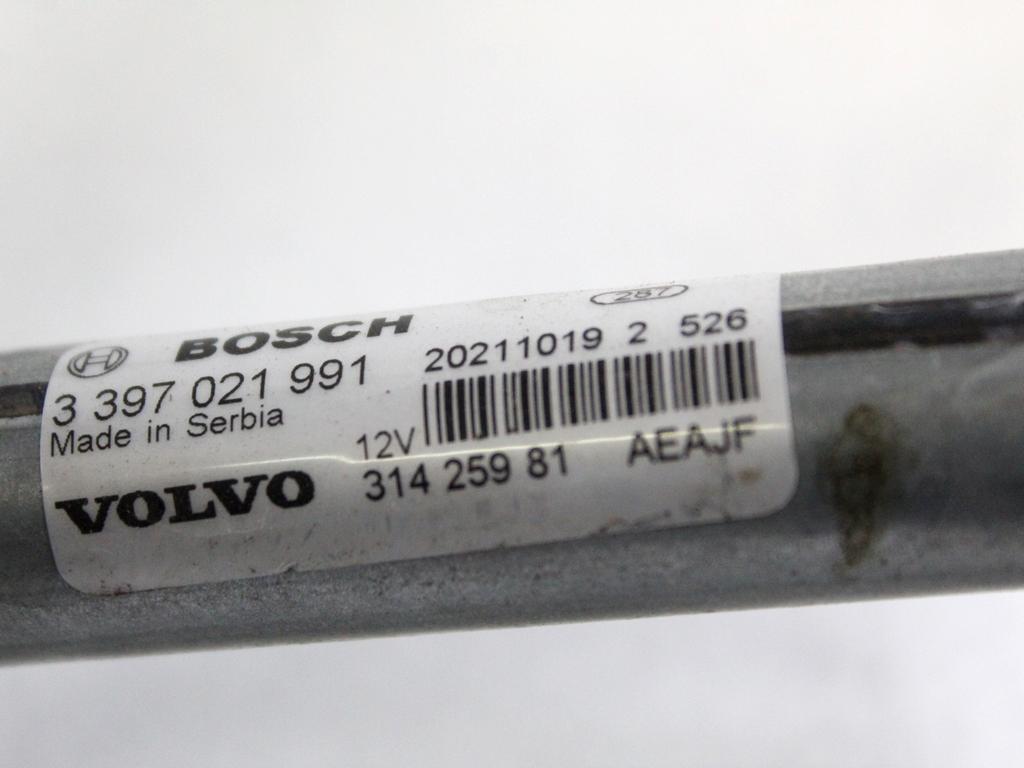 BOSCH
287
3 397 021 991
20211019 2 526
Made in Serbia
12V
VOLVO
314 259 81
AEAJF